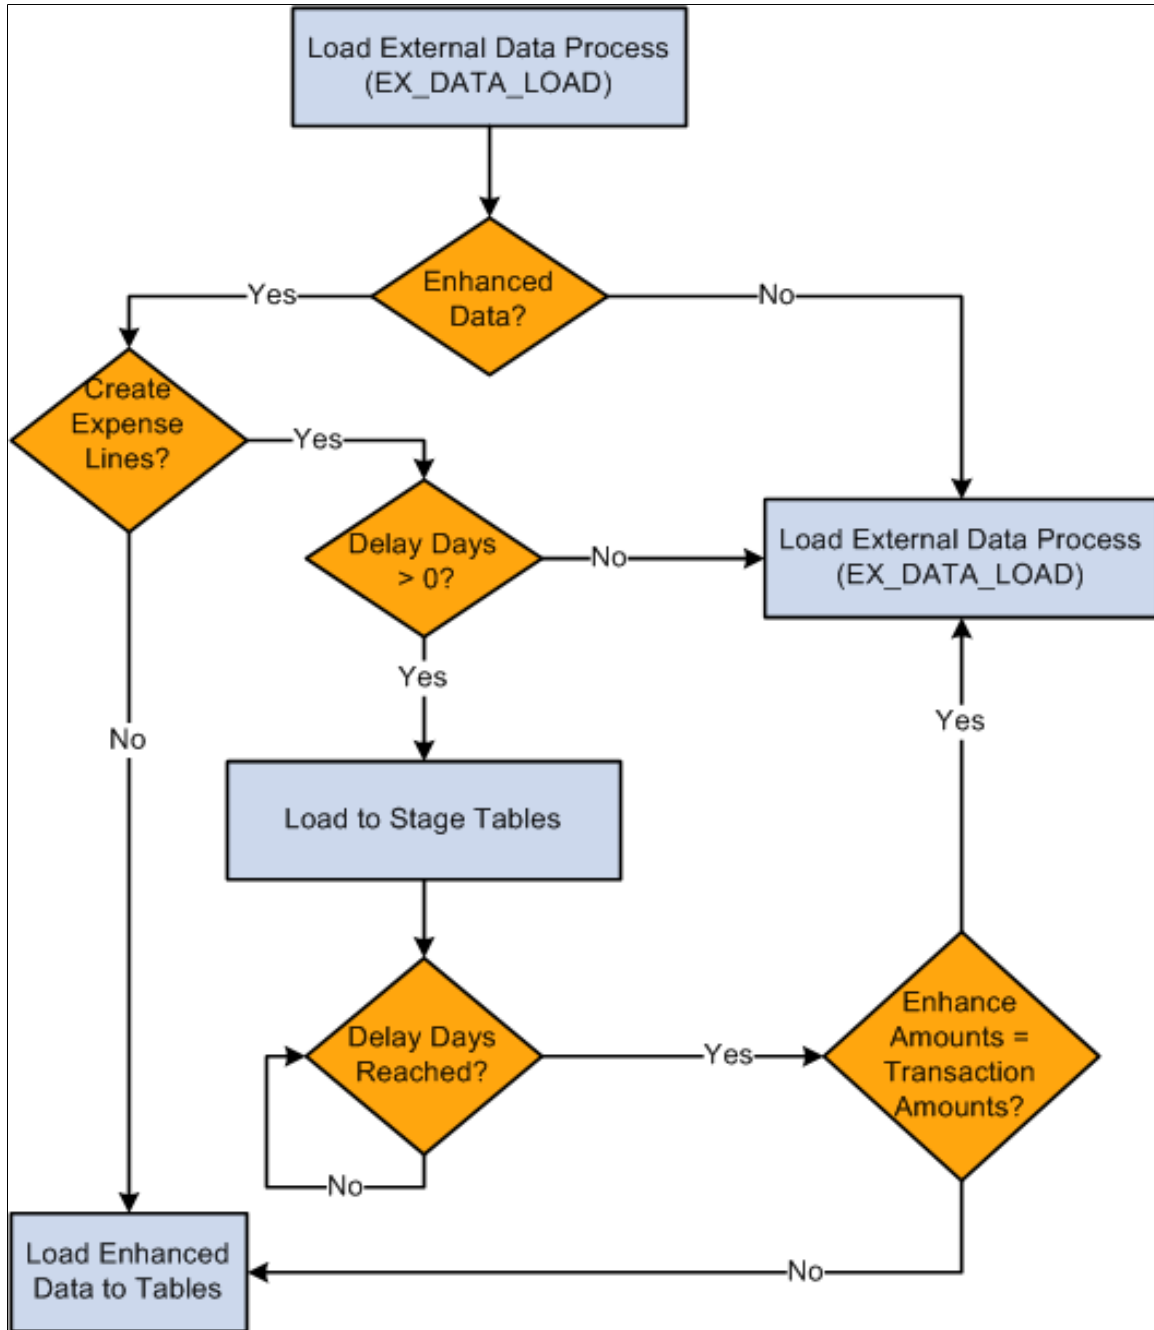 Load External Data Process
(EX_DATA_LOAD)
Enhanced
Data?
Yes
No
Create
Expense
Lines?
Yes
Delay Days
> 0?
No
Load External Data Process
(EX_DATA_LOAD)
Yes
No
Yes
Load to Stage Tables
Delay Days
Reached?
Yes
No
Enhance
Amounts =
Transaction
Amounts?
No
Load Enhanced
Data to Tables